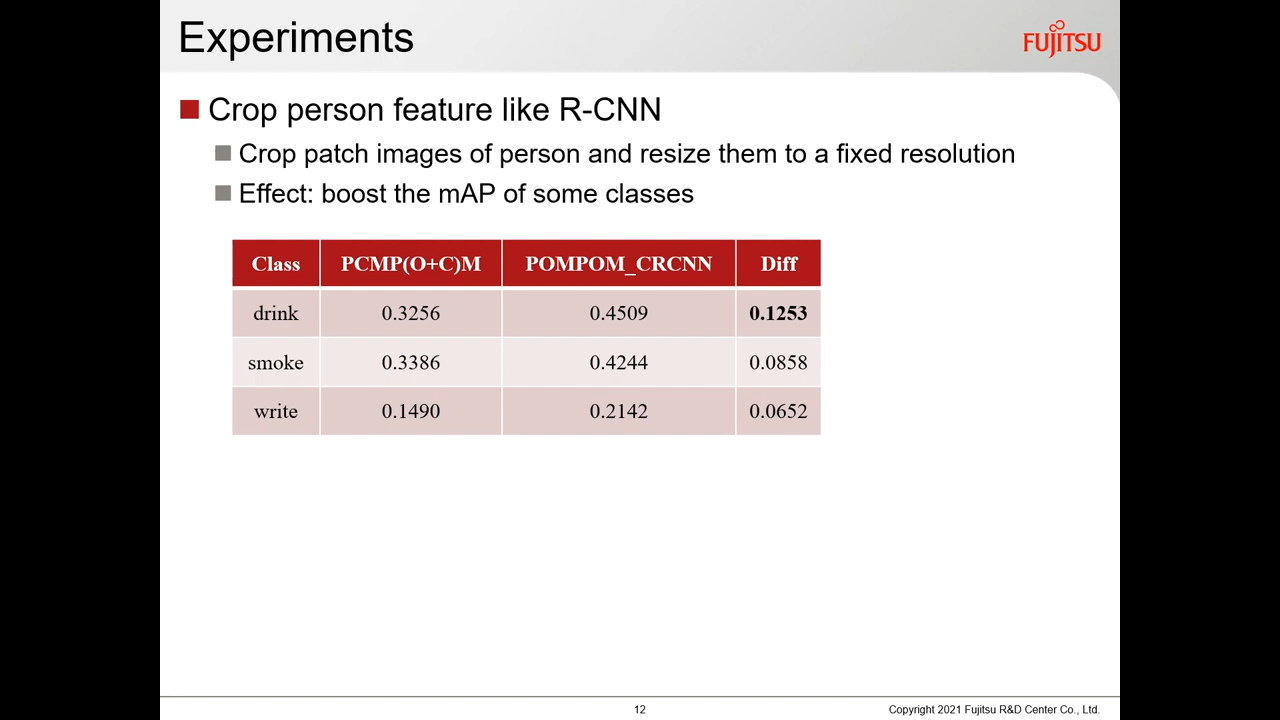 Experiments
FUJITSU
Crop person feature like R-CNN
Crop patch images of person and resize them to a fixed resolution
Effect: boost the mAP of some classes
Class PCMP(O+C)M POMPOM_CRCNN Diff
drink 0.3256 0.4509 0.1253
smoke 0.3386 0.4244 0.0858
write 0.1490 0.2142 0.0652
12 Copyright 2021 Fujitsu R&D Center Co., Ltd.